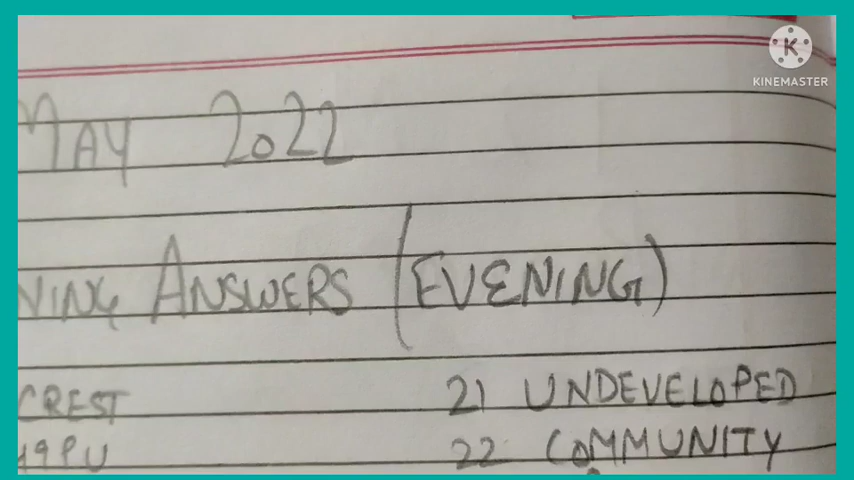 KINEMASTER
MAY 2022
NING ANSWERS (EVENING)
CREST 21 UNDEVELOPED
19PU 22 COMMUNITY